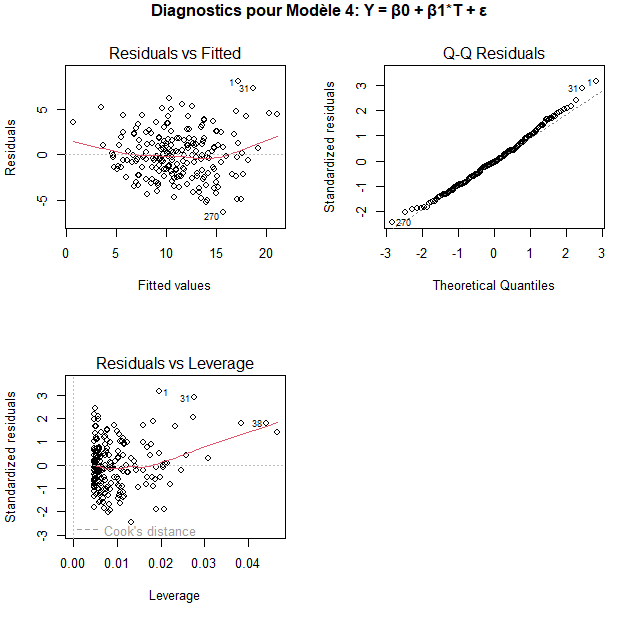 Diagnostics pour Modèle 4: Y = β0 + β1*T + ε
Residuals vs Fitted
Residuals
5
0
-5
1
31
270
0 5 10 15 20
Fitted values
Q-Q Residuals
Standardized residuals
3
2
1
0
-1
-2
31
1
270
-3 -2 -1 0 1 2 3
Theoretical Quantiles
Residuals vs Leverage
Standardized residuals
3
2
1
0
-1
-2
-3
1
31
38
Cook's distance
0.00 0.01 0.02 0.03 0.04
Leverage